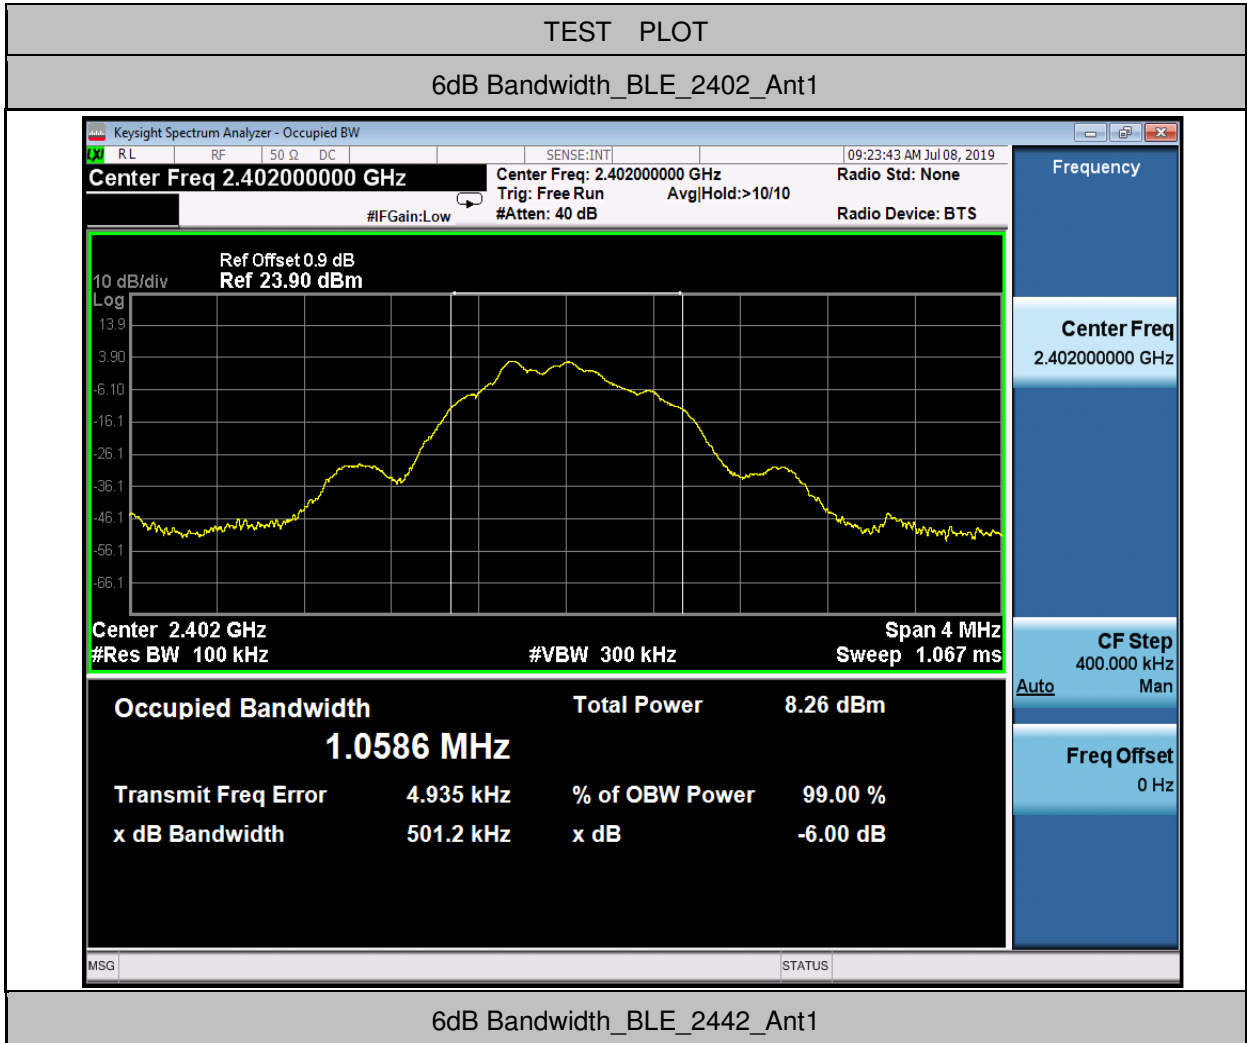 TEST PLOT
6dB Bandwidth_BLE_2402_Ant1
Keysight Spectrum Analyzer - Occupied BW
LXI RL RF 50 Ω DC SENSE:INT 09:23:43 AM Jul 08, 2019
Center Freq 2.402000000 GHz
#IFGain:Low
Center Freq: 2.402000000 GHz
Trig: Free Run Avg|Hold:>10/10
#Atten: 40 dB
Radio Std: None
Radio Device: BTS
Ref Offset 0.9 dB
10 dB/div Ref 23.90 dBm
Log
13.9
3.90
-6.10
-16.1
-26.1
-36.1
-46.1
-56.1
-66.1
Center 2.402 GHz Span 4 MHz
#Res BW 100 kHz #VBW 300 kHz Sweep 1.067 ms
Occupied Bandwidth Total Power 8.26 dBm
1.0586 MHz
Transmit Freq Error 4.935 kHz % of OBW Power 99.00 %
x dB Bandwidth 501.2 kHz x dB -6.00 dB
MSG STATUS
Frequency
Center Freq
2.402000000 GHz
CF Step
400.000 kHz
Auto Man
Freq Offset
0 Hz
6dB Bandwidth_BLE_2442_Ant1